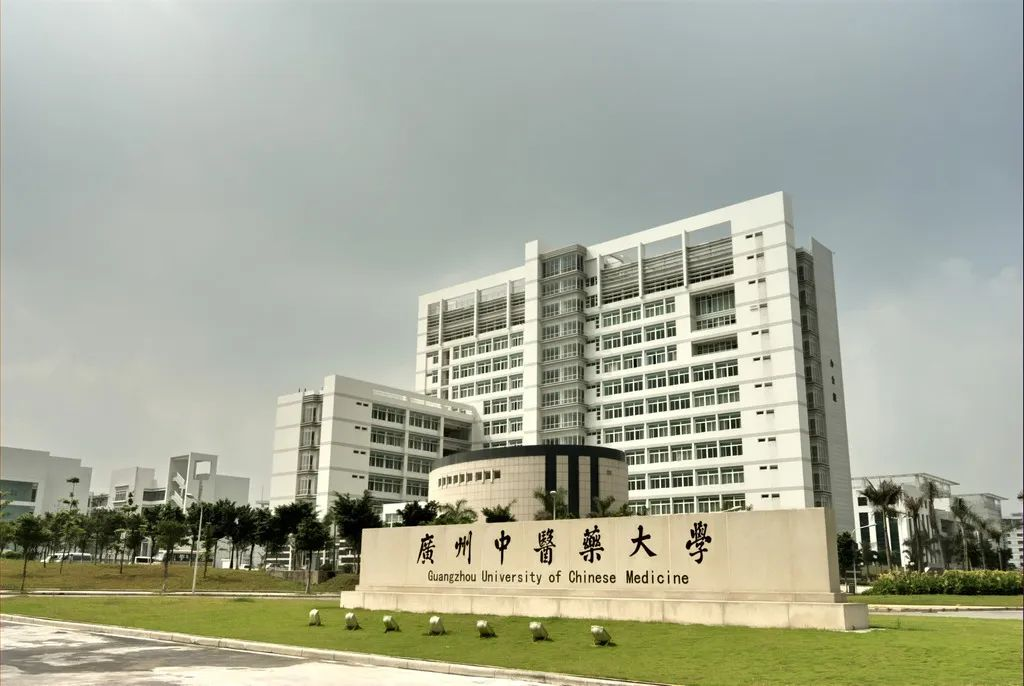 廣州中醫藥大學
Guangzhou University of Chinese Medicine